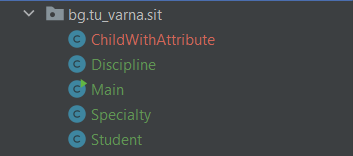 bg.tu_varna.sit
ChildWithAttribute
Discipline
Main
Specialty
Student